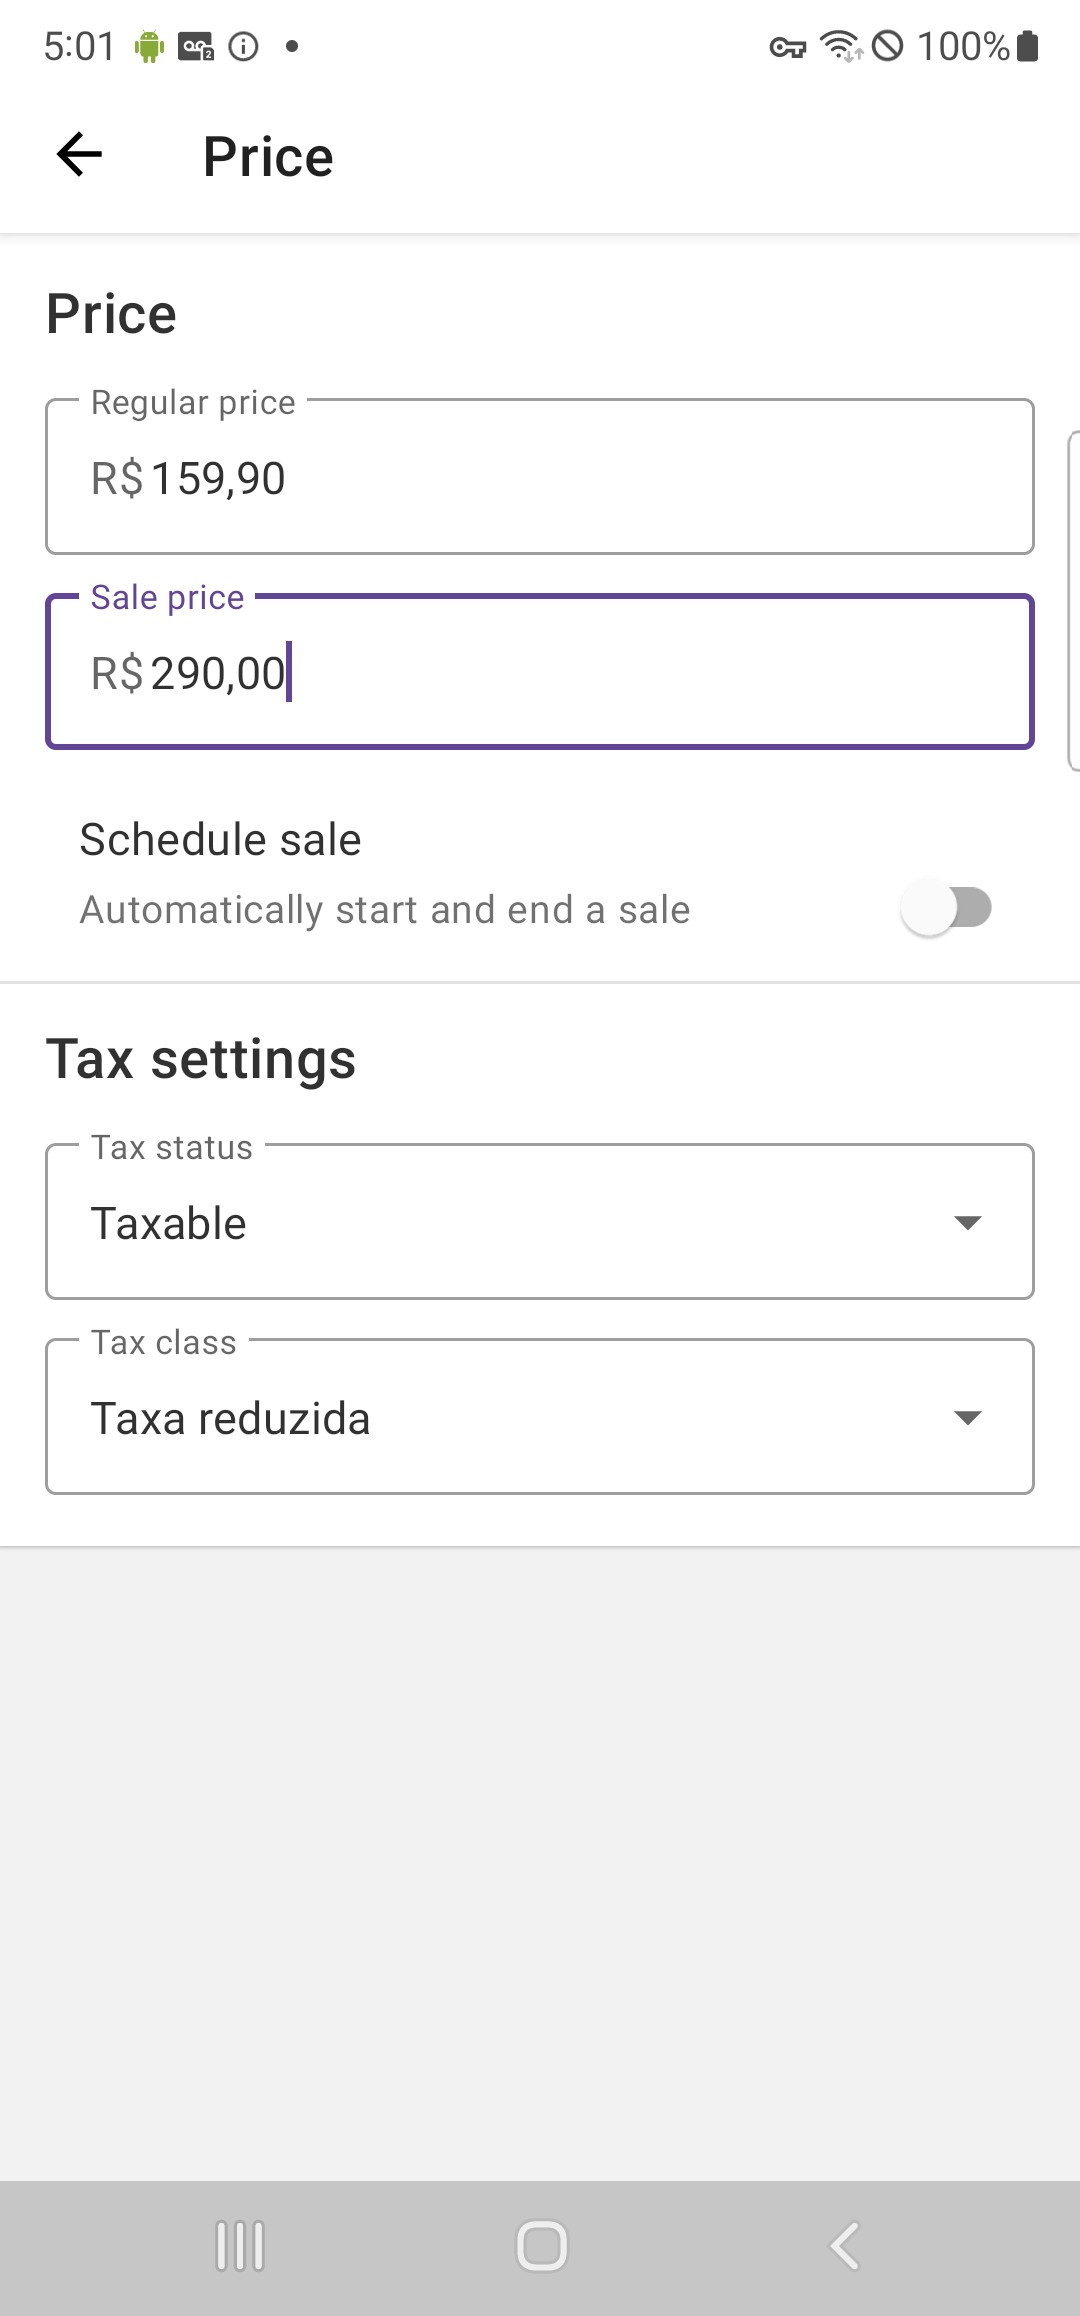 5:01
100%
Price
Price
Regular price
R$ 159,90
Sale price
R$ 290,00
Schedule sale
Automatically start and end a sale
Tax settings
Tax status
Taxable
Tax class
Taxa reduzida